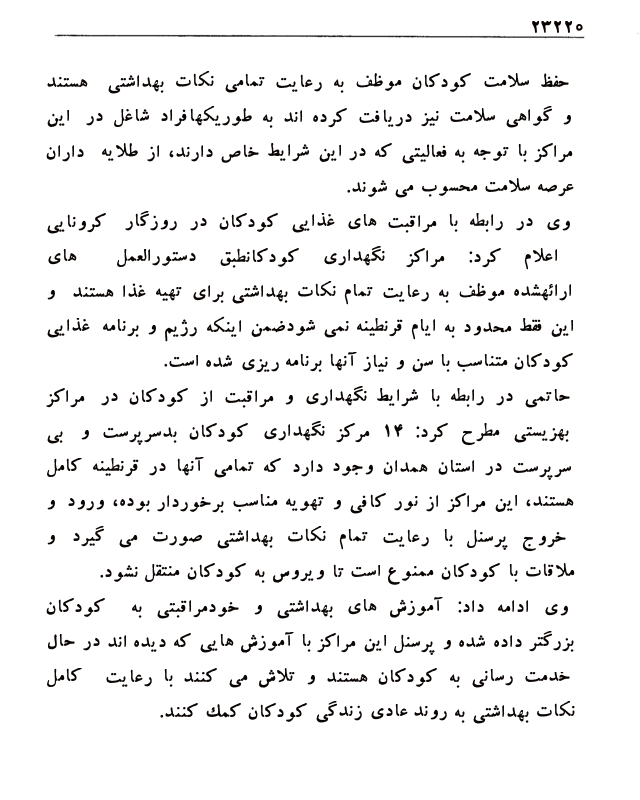 ۲۳۲۲۰
حفظ سلامت کودکان موظف به رعایت تمامی نکات بهداشتی هستند
و گواهی سلامت نیز دریافت کرده اند به طوریکهافراد شاغل در این
مراکز با توجه به فعالیتی که در این شرایط خاص دارند، از طلایه داران
عرصه سلامت محسوب می شوند.
وی در رابطه با مراقبت های غذایی کودکان در روزگار کرونایی
اعلام کرد: مراکز نگهداری کودکانطبق دستورالعمل های
ارائهشده موظف به رعایت تمام نکات بهداشتی برای تهیه غذا هستند و
این فقط محدود به ایام قرنطینه نمی شودضمن اینکه رژیم و برنامه غذایی
کودکان متناسب با سن و نیاز آنها برنامه ریزی شده است.
حاتمی در رابطه با شرایط نگهداری و مراقبت از کودکان در مراکز
بهزیستی مطرح کرد: ۱۴ مرکز نگهداری کودکان بدسرپرست و بی
سرپرست در استان همدان وجود دارد که تمامی آنها در قرنطینه کامل
هستند، این مراکز از نور کافی و تهویه مناسب برخوردار بوده، ورود و
خروج پرسنل با رعایت تمام نکات بهداشتی صورت می گیرد و
ملاقات با کودکان ممنوع است تا ویروس به کودکان منتقل نشود.
وی ادامه داد: آموزش های بهداشتی و خودمراقبتی به کودکان
بزرگتر داده شده و پرسنل این مراکز با آموزش هایی که دیده اند در حال
خدمت رسانی به کودکان هستند و تلاش می کنند با رعایت کامل
نکات بهداشتی به روند عادی زندگی کودکان کمك کنند.